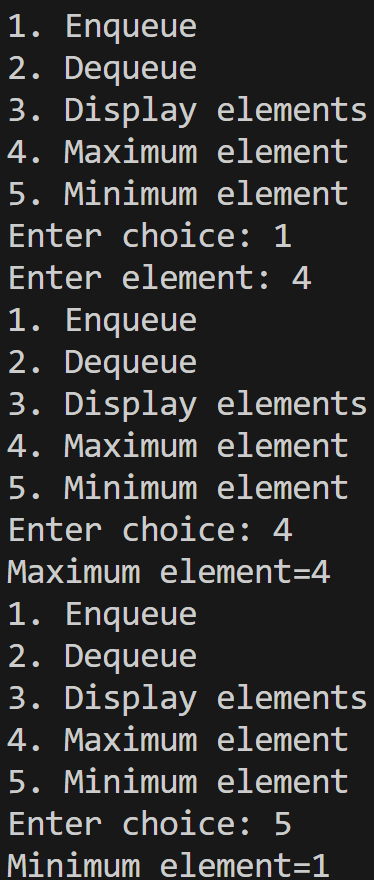 1. Enqueue
2. Dequeue
3. Display elements
4. Maximum element
5. Minimum element
Enter choice: 1
Enter element: 4
1. Enqueue
2. Dequeue
3. Display elements
4. Maximum element
5. Minimum element
Enter choice: 4
Maximum element=4
1. Enqueue
2. Dequeue
3. Display elements
4. Maximum element
5. Minimum element
Enter choice: 5
Minimum element=1